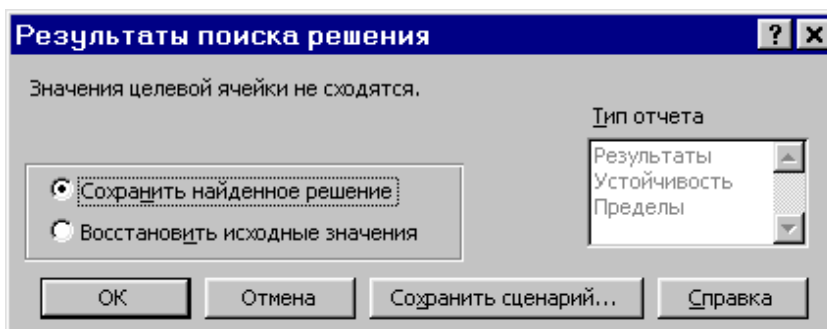 Результаты поиска решения
Значения целевой ячейки не сходятся.
Тип отчета
Результаты
Устойчивость
Пределы
Сохранить найденное решение
Восстановить исходные значения
ОК
Отмена
Сохранить сценарий...
Справка